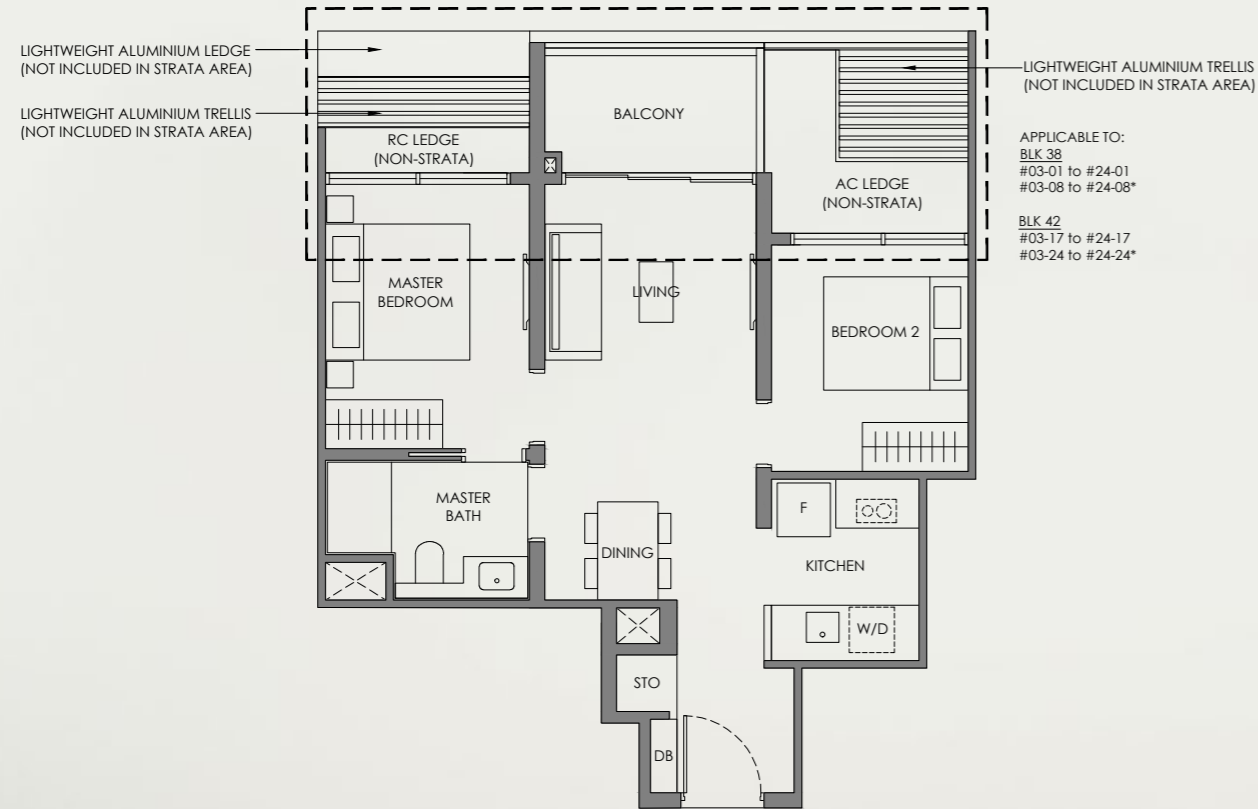 LIGHTWEIGHT ALUMINIUM LEDGE
(NOT INCLUDED IN STRATA AREA)
LIGHTWEIGHT ALUMINIUM TRELLIS
(NOT INCLUDED IN STRATA AREA)
RC LEDGE
(NON-STRATA)
BALCONY
AC LEDGE
(NON-STRATA)
LIGHTWEIGHT ALUMINIUM TRELLIS
(NOT INCLUDED IN STRATA AREA)
APPLICABLE TO:
BLK 38
#03-01 to #24-01
#03-08 to #24-08*
BLK 42
#03-17 to #24-17
#03-24 to #24-24*
MASTER
BEDROOM
LIVING
BEDROOM 2
MASTER
BATH
DINING
F
KITCHEN
W/D
STO
DB